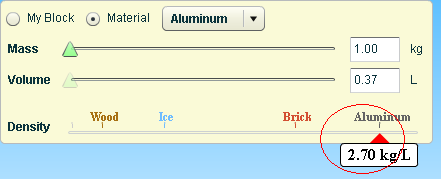 My Block Material Aluminum
Mass 1.00 kg
Volume 0.37 L
Wood Ice Brick Aluminum
Density
2.70 kg/L